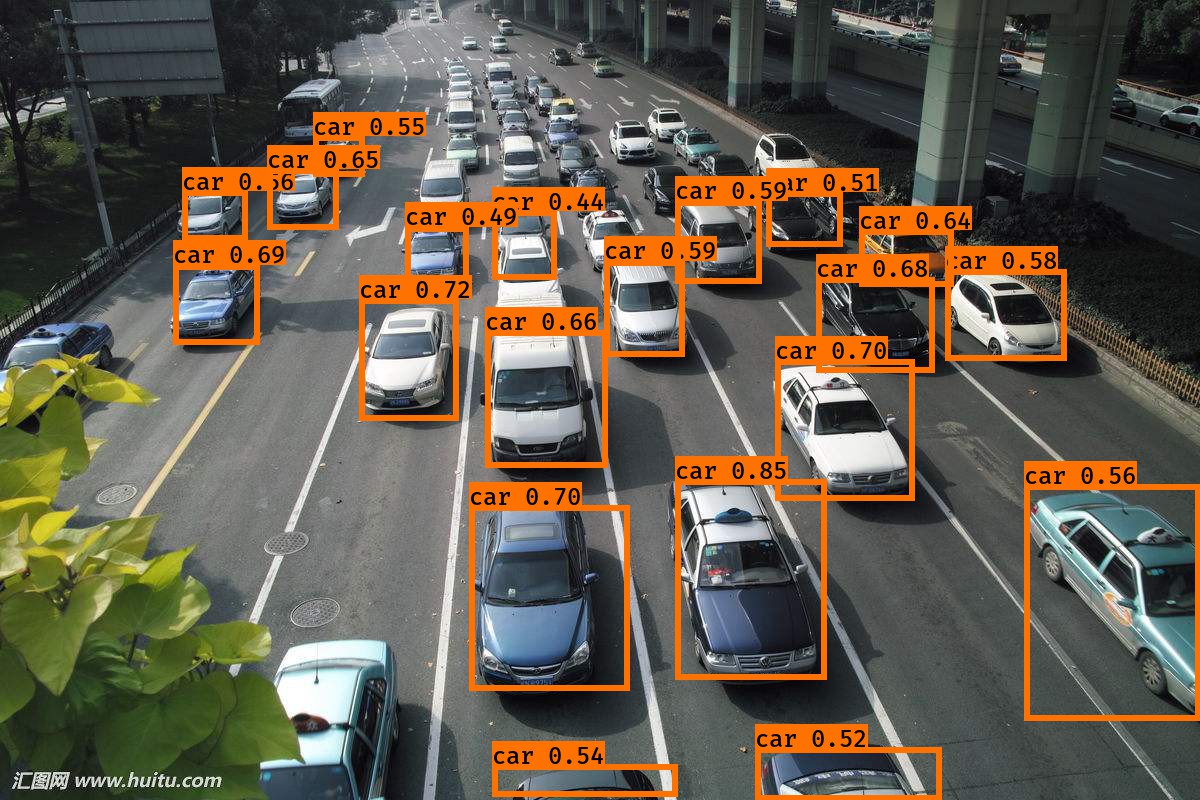 car 0.55
car 0.65
car 0.56
car 0.59
car 0.51
car 0.44
car 0.49
car 0.64
car 0.69
car 0.59
car 0.68
car 0.58
car 0.72
car 0.66
car 0.70
car 0.56
car 0.85
car 0.70
car 0.54
car 0.52
汇图网 www.huitu.com